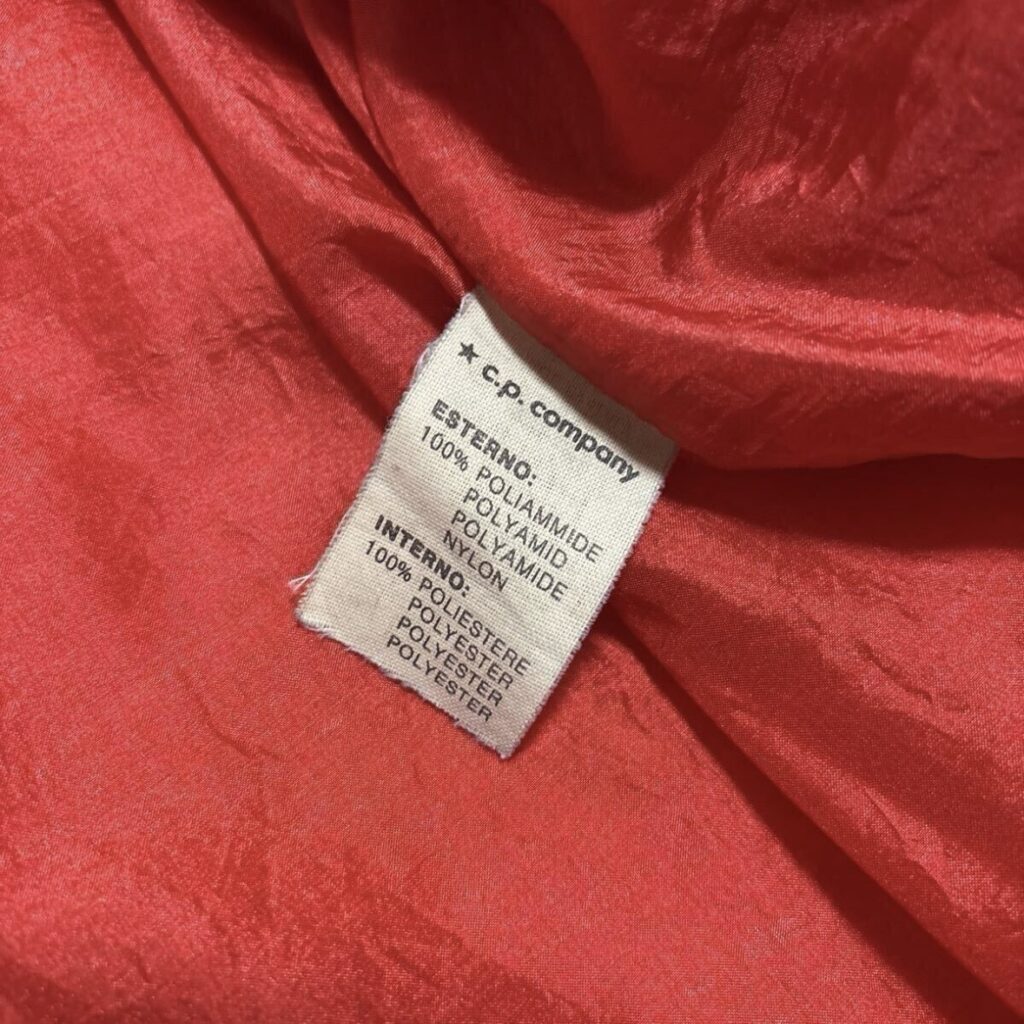 ★ c.p. company
ESTERNO:
100% POLIAMMIDE
POLYAMID
POLYAMIDE
NYLON
INTERNO:
100% POLIESTERE
POLYESTER
POLYESTER
POLYESTER